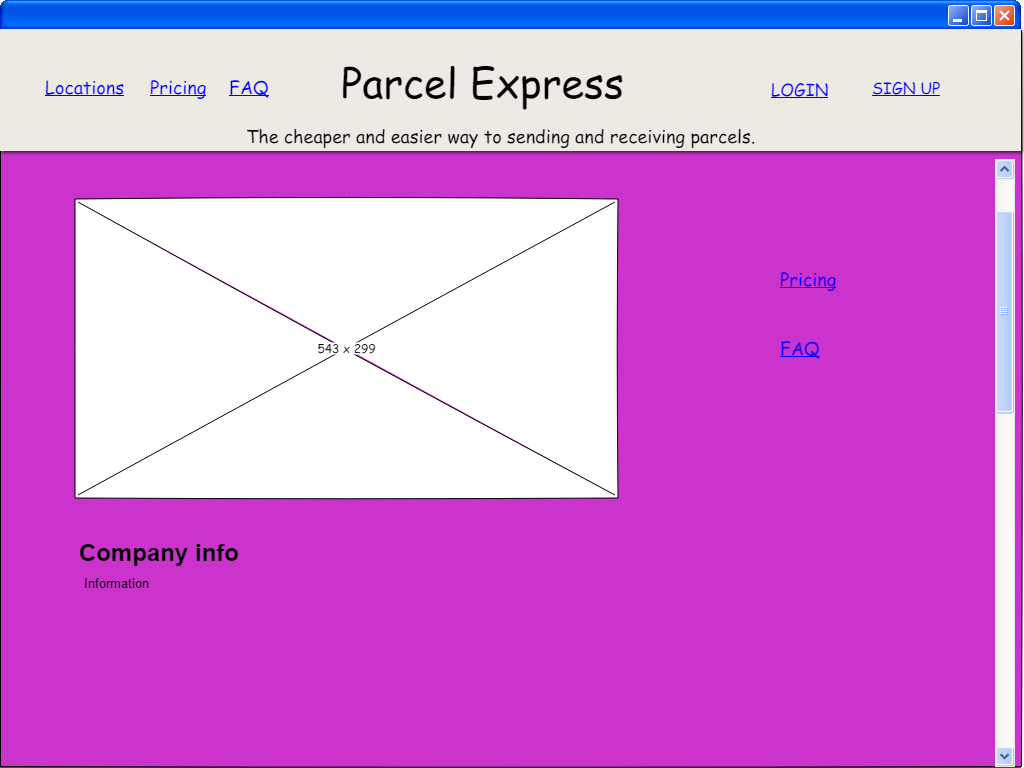 Locations Pricing FAQ Parcel Express LOGIN SIGN UP
The cheaper and easier way to sending and receiving parcels.
Pricing
543 x 299
FAQ
Company info
Information